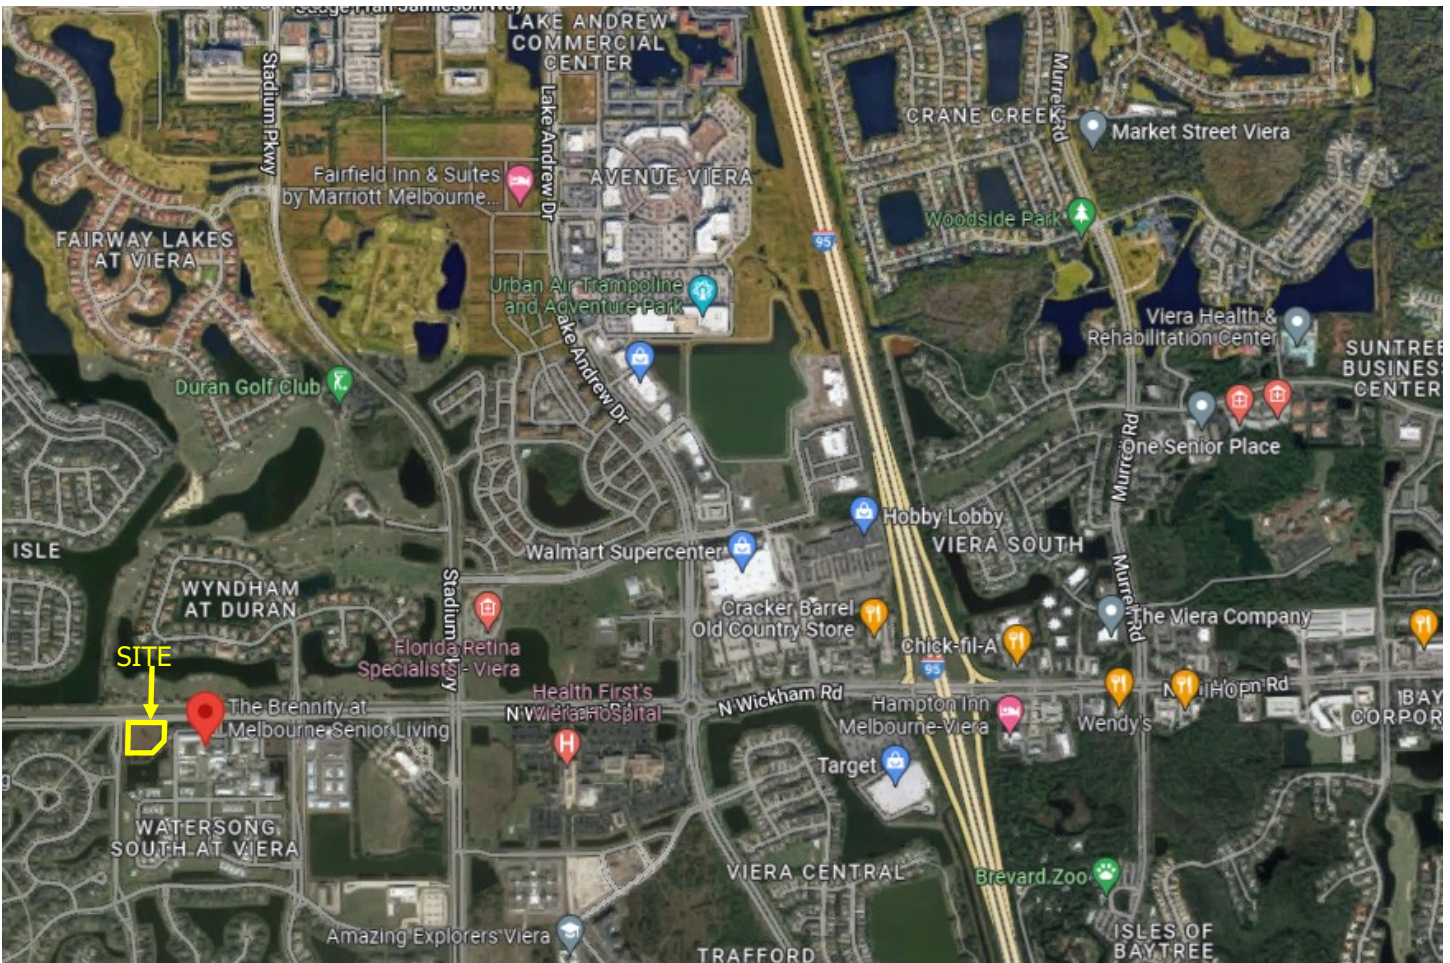 LAKE ANDREW
COMMERCIAL
CENTER
Stadium Pkwy
Lake Andrew Dr
Murrell Rd
CRANE CREEK
Market Street Viera
Fairfield Inn & Suites
by Marriott Melbourne...
AVENUE VIERA
Woodside Park
95
FAIRWAY LAKES
AT VIERA
Urban Air Trampoline
and Adventure Park
Viera Health &
Rehabilitation Center
SUNTREE
BUSINESS
CENTER
Lake Andrew Dr
Duran Golf Club
One Senior Place
Murrell Rd
Hobby Lobby
ISLE
Walmart Supercenter
VIERA SOUTH
WYNDHAM
AT DURAN
Stadium Pkwy
Murrell Rd
Cracker Barrel
Old Country Store
The Viera Company
Chick-fil-A
Florida Retina
Specialists - Viera
SITE
95
Health First's
Viera Hospital
N Wickham Rd
Hampton Inn
Melbourne-Viera
Wendy's
IHOP
BAY
CORPOR
The Brennity at
Melbourne Senior Living
H
Target
g
WATERSONG
SOUTH AT VIERA
VIERA CENTRAL
Brevard Zoo
Amazing Explorers Viera
ISLES OF
BAYTREE
TRAFFORD